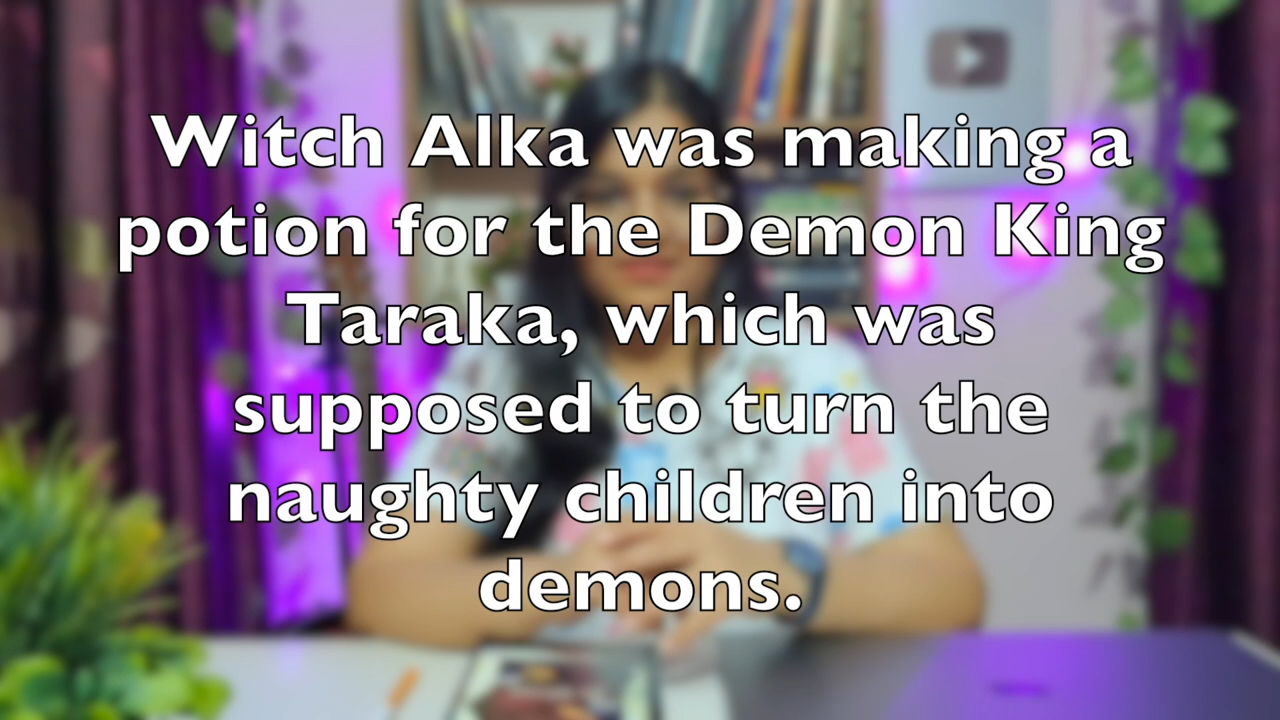 Witch Alka was making a
potion for the Demon King
Taraka, which was
supposed to turn the
naughty children into
demons.